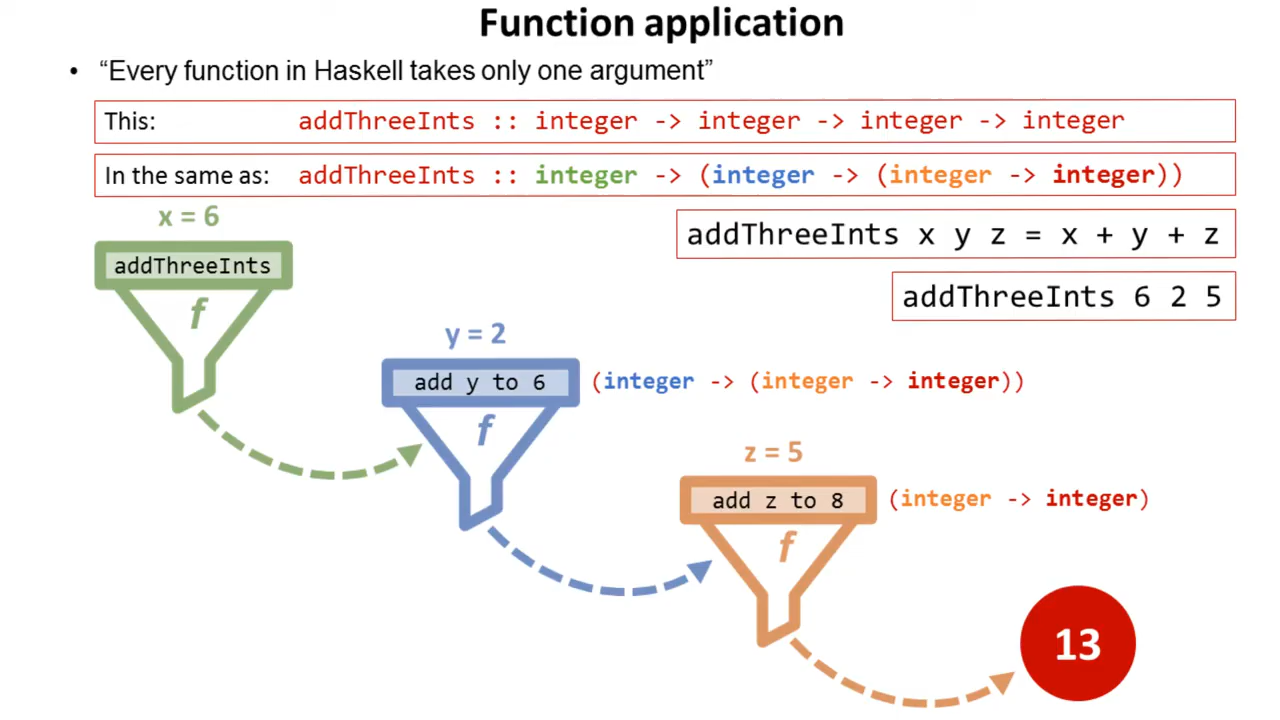 Function application
• “Every function in Haskell takes only one argument”
This: addThreeInts :: integer -> integer -> integer -> integer
In the same as: addThreeInts :: integer -> (integer -> (integer -> integer))
x = 6
addThreeInts x y z = x + y + z
addThreeInts
addThreeInts 6 2 5
f
y = 2
add y to 6 (integer -> (integer -> integer))
f
z = 5
add z to 8 (integer -> integer)
f
13